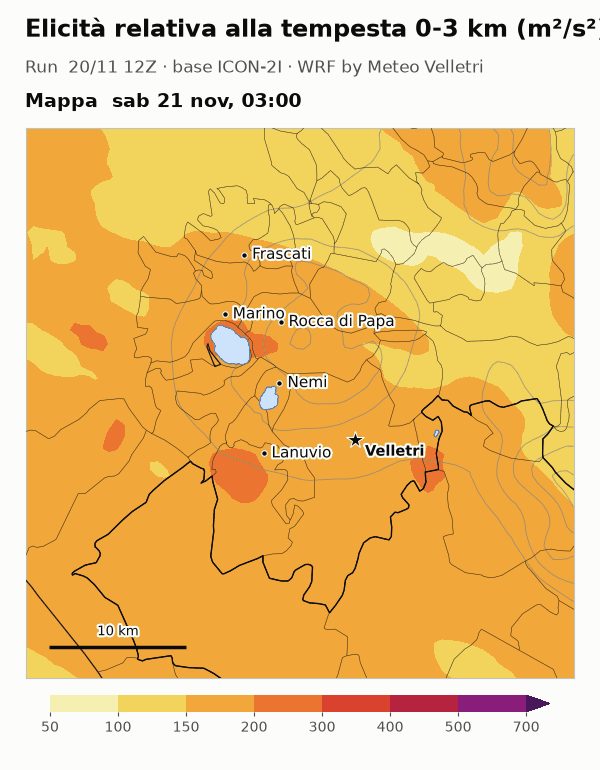 Elicità relativa alla tempesta 0-3 km (m²/s²)
Run  20/11 12Z · base ICON-2I · WRF by Meteo Velletri
Mappa  sab 21 nov, 03:00
Frascati
Marino
Rocca di Papa
Nemi
Velletri
Lanuvio
10 km
50 100 150 200 300 400 500 700